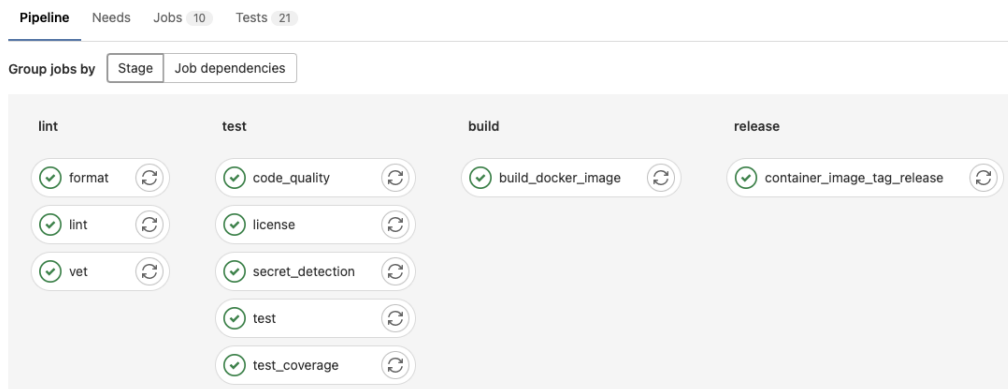 Pipeline Needs Jobs 10 Tests 21
Group jobs by Stage Job dependencies
lint test build release
format code_quality build_docker_image container_image_tag_release
lint license
vet secret_detection
test
test_coverage